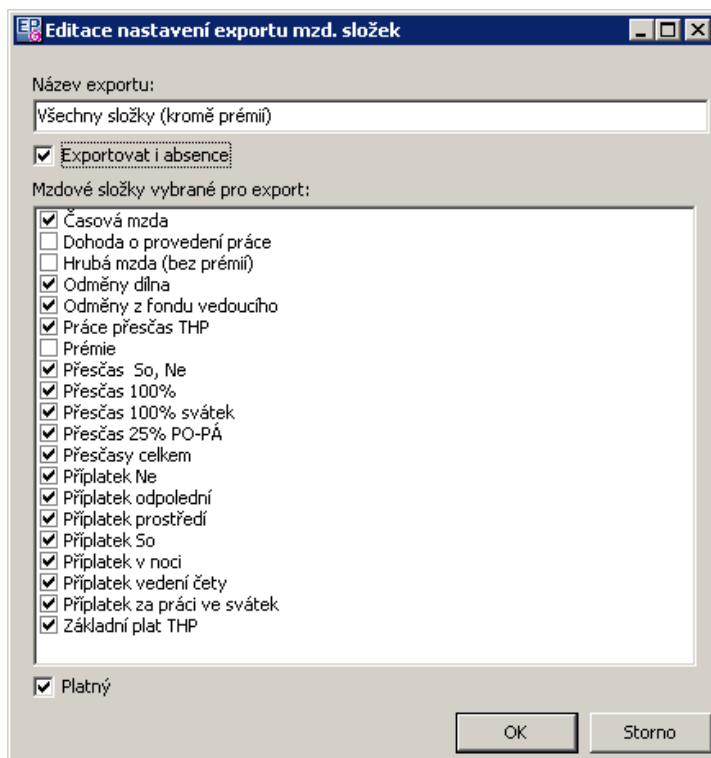 Editace nastavení exportu mzd. složek
Název exportu:
Všechny složky (kromě prémií)
Exportovat i absence
Mzdové složky vybrané pro export:
Časová mzda
Dohoda o provedení práce
Hrubá mzda (bez prémií)
Odměny dílna
Odměny z fondu vedoucího
Práce přesčas THP
Prémie
Přesčas  So, Ne
Přesčas 100%
Přesčas 100% svátek
Přesčas 25% PO-PÁ
Přesčasy celkem
Příplatek Ne
Příplatek odpolední
Příplatek prostředí
Příplatek So
Příplatek v noci
Příplatek vedení čety
Příplatek za práci ve svátek
Základní plat THP
Platný
OK
Storno